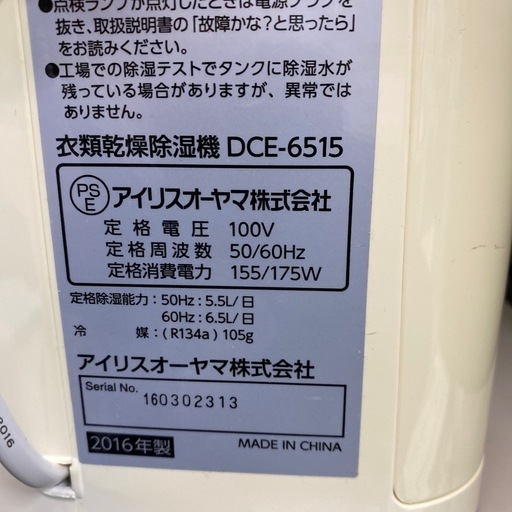 ●点検ランプが点灯したときは電源プラグを
抜き、取扱説明書の「故障かな?と思ったら」
をお読みください。
●工場での除湿テストでタンクに除湿水が
残っている場合がありますが、異常では
ありません。
衣類乾燥除湿機 DCE-6515
PS
E
アイリスオーヤマ株式会社
定格電圧 100V
定格周波数 50/60Hz
定格消費電力 155/175W
定格除湿能力:50Hz:5.5L/日
60Hz:6.5L/日
冷媒:(R134a)105g
アイリスオーヤマ株式会社
Serial No.
160302313
2016年製
MADE IN CHINA
2016